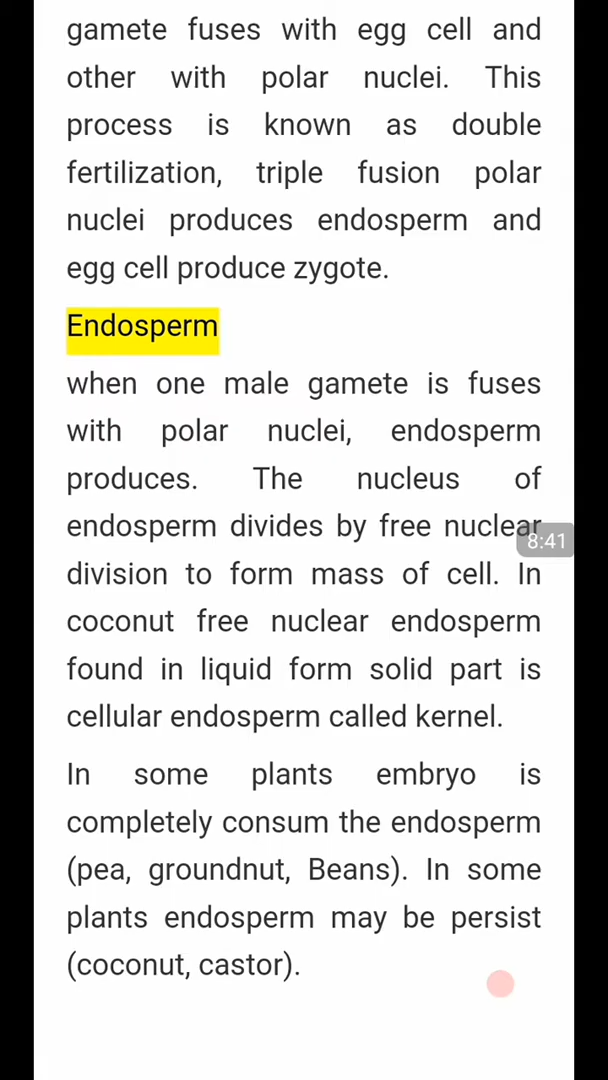 gamete fuses with egg cell and
other with polar nuclei. This
process is known as double
fertilization, triple fusion polar
nuclei produces endosperm and
egg cell produce zygote.
Endosperm
when one male gamete is fuses
with polar nuclei, endosperm
produces. The nucleus of
endosperm divides by free nuclear
8:41
division to form mass of cell. In
coconut free nuclear endosperm
found in liquid form solid part is
cellular endosperm called kernel.
In some plants embryo is
completely consum the endosperm
(pea, groundnut, Beans). In some
plants endosperm may be persist
(coconut, castor).